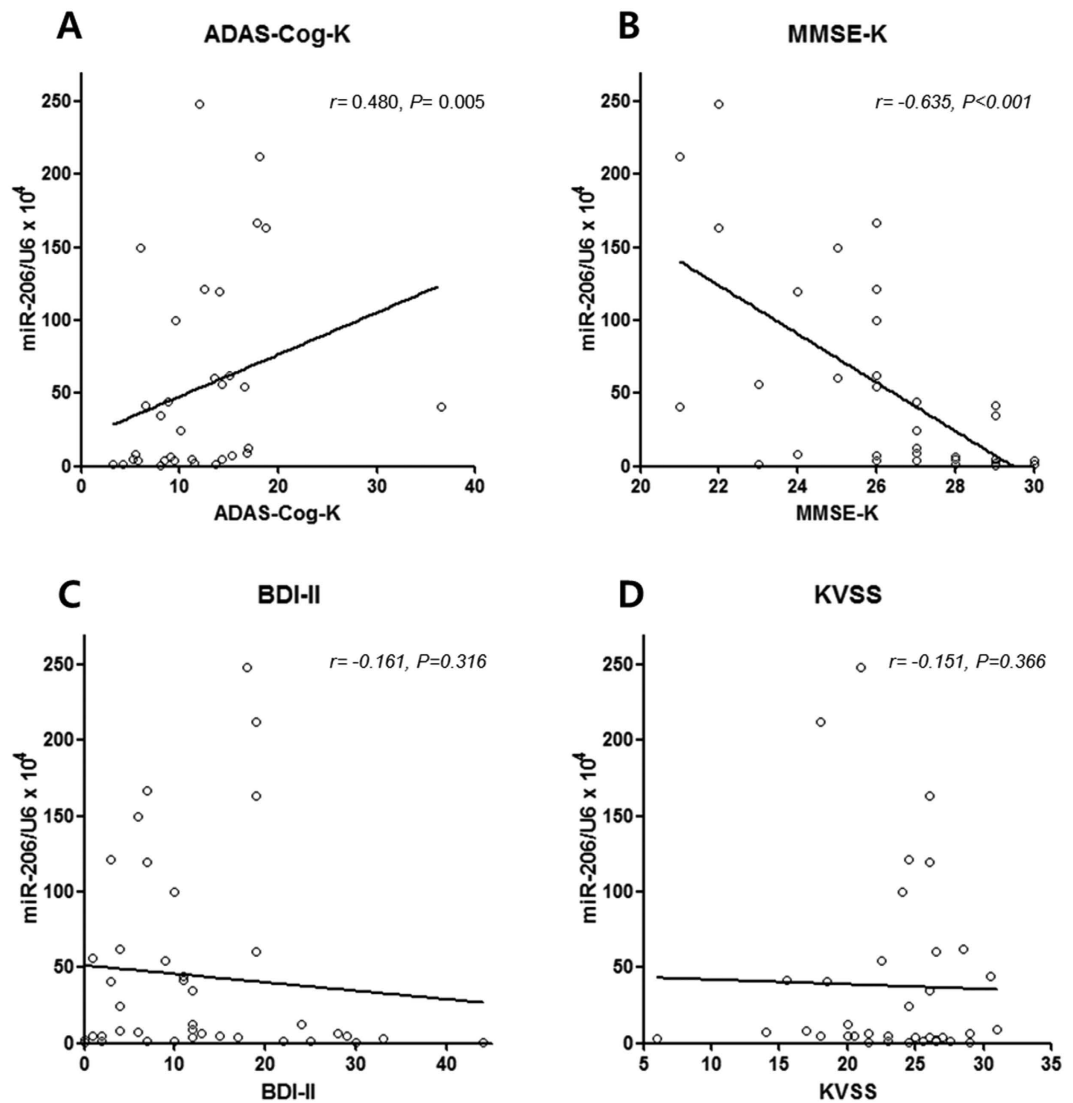 A
ADAS-Cog-K
r= 0.480, P= 0.005
miR-206/U6 x 10⁴
250
200
150
100
50
0
0 10 20 30 40
ADAS-Cog-K
B
MMSE-K
r= -0.635, P<0.001
miR-206/U6 x 10⁴
250
200
150
100
50
0
20 22 24 26 28 30
MMSE-K
C
BDI-II
r= -0.161, P=0.316
miR-206/U6 x 10⁴
250
200
150
100
50
0
0 10 20 30 40
BDI-II
D
KVSS
r= -0.151, P=0.366
miR-206/U6 x 10⁴
250
200
150
100
50
0
5 10 15 20 25 30 35
KVSS